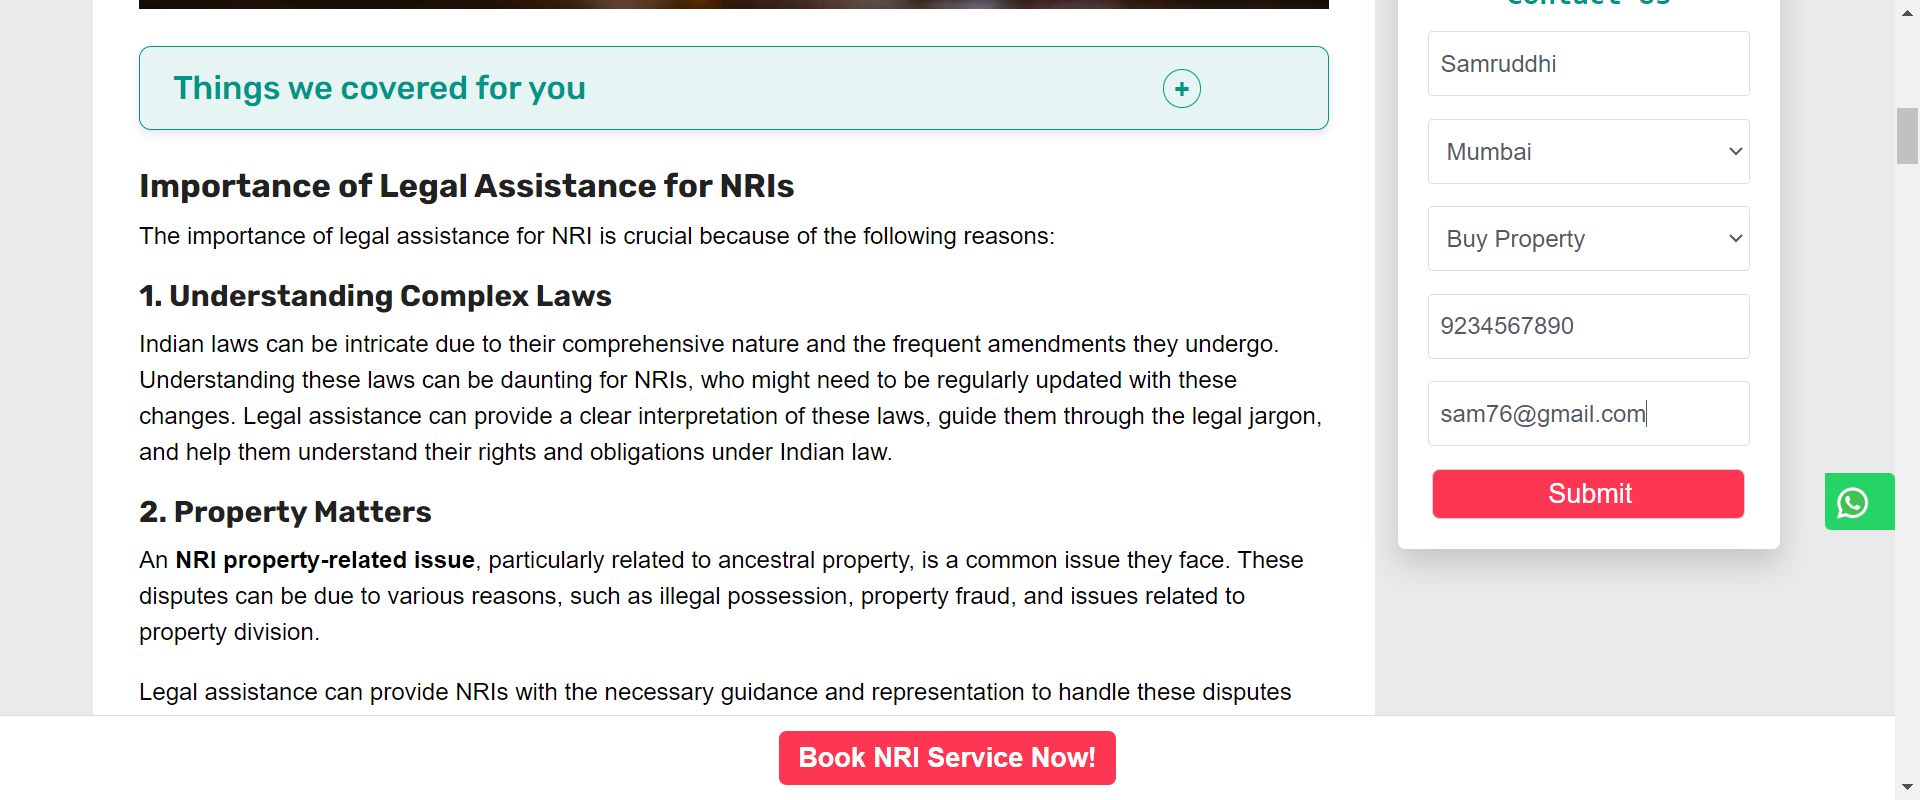 Things we covered for you
Importance of Legal Assistance for NRIs
The importance of legal assistance for NRI is crucial because of the following reasons:
1. Understanding Complex Laws
Indian laws can be intricate due to their comprehensive nature and the frequent amendments they undergo.
Understanding these laws can be daunting for NRIs, who might need to be regularly updated with these
changes. Legal assistance can provide a clear interpretation of these laws, guide them through the legal jargon,
and help them understand their rights and obligations under Indian law.
2. Property Matters
An NRI property-related issue, particularly related to ancestral property, is a common issue they face. These
disputes can be due to various reasons, such as illegal possession, property fraud, and issues related to
property division.
Legal assistance can provide NRIs with the necessary guidance and representation to handle these disputes
Contact Us
Samruddhi
Mumbai
Buy Property
9234567890
sam76@gmail.com
Submit
Book NRI Service Now!